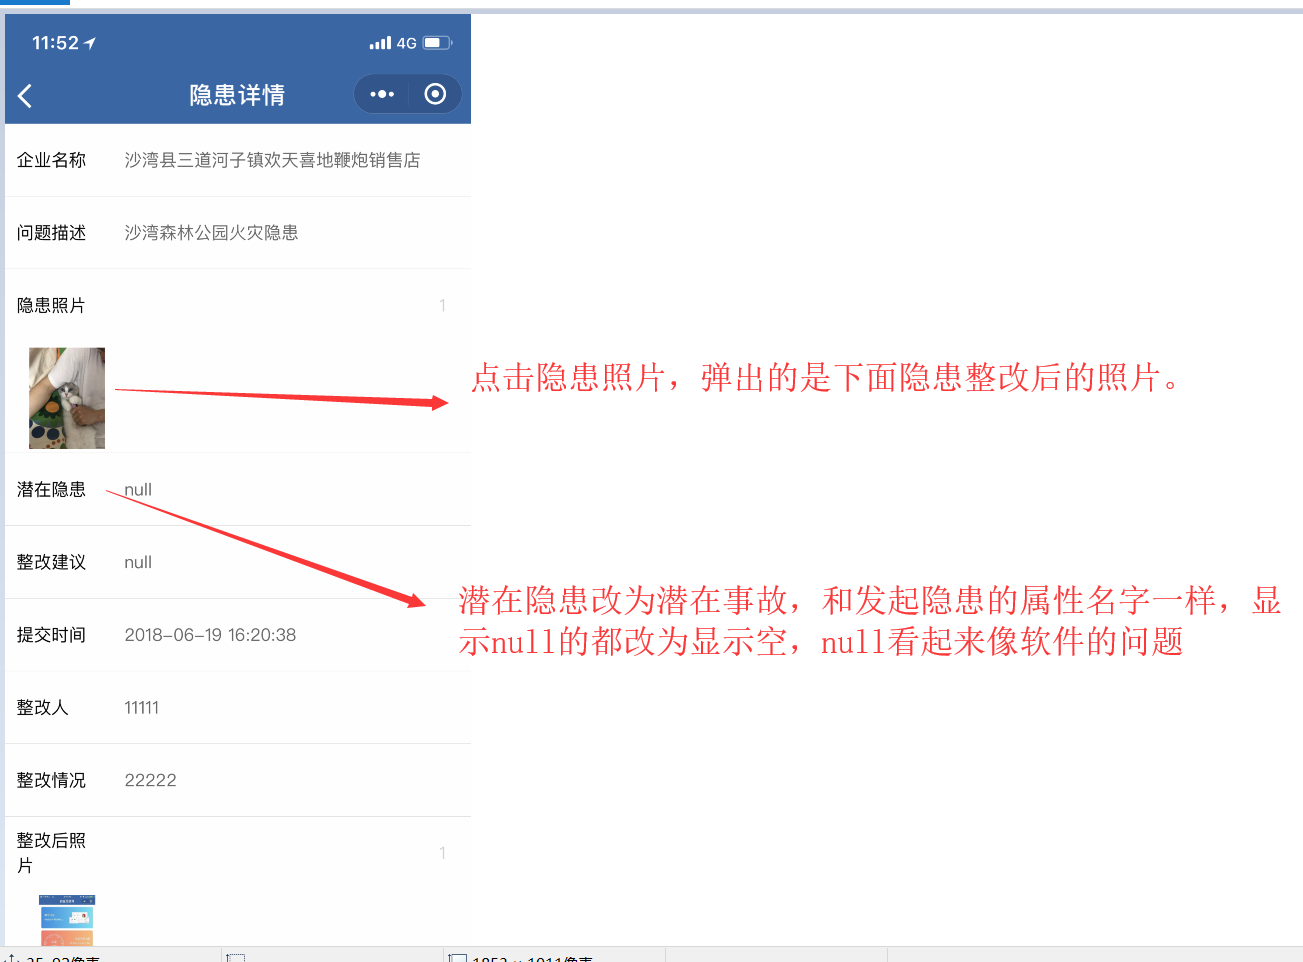 11:52
4G
隐患详情
企业名称 沙湾县三道河子镇欢天喜地鞭炮销售店
问题描述 沙湾森林公园火灾隐患
隐患照片 1
点击隐患照片，弹出的是下面隐患整改后的照片。
潜在隐患 null
整改建议 null
潜在隐患改为潜在事故，和发起隐患的属性名字一样，显
示null的都改为显示空，null看起来像软件的问题
提交时间 2018-06-19 16:20:38
整改人 11111
整改情况 22222
整改后照
片 1